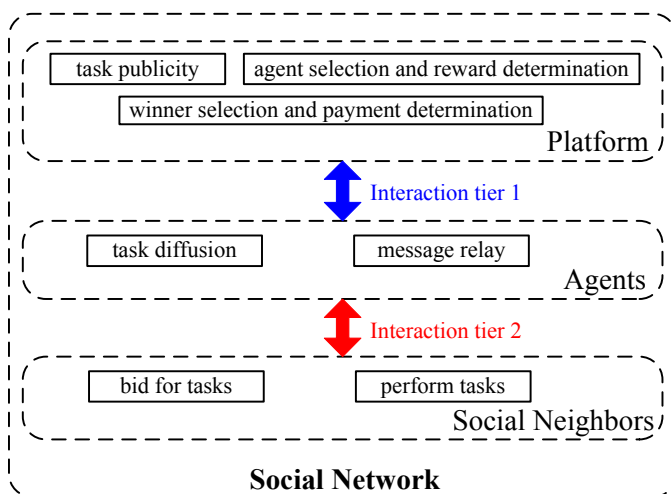 task publicity
agent selection and reward determination
winner selection and payment determination
Platform
Interaction tier 1
task diffusion
message relay
Agents
Interaction tier 2
bid for tasks
perform tasks
Social Neighbors
Social Network